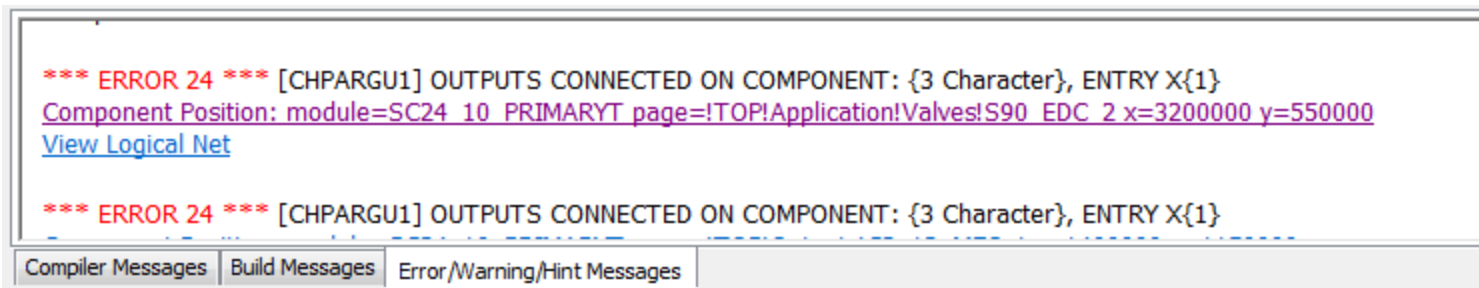 *** ERROR 24 *** [CHPARGU1] OUTPUTS CONNECTED ON COMPONENT: {3 Character}, ENTRY X{1}
Component Position: module=SC24_10_PRIMARYT page=!TOP!Application!Valves!S90_EDC_2 x=3200000 y=550000
View Logical Net
*** ERROR 24 *** [CHPARGU1] OUTPUTS CONNECTED ON COMPONENT: {3 Character}, ENTRY X{1}
Compiler Messages Build Messages Error/Warning/Hint Messages